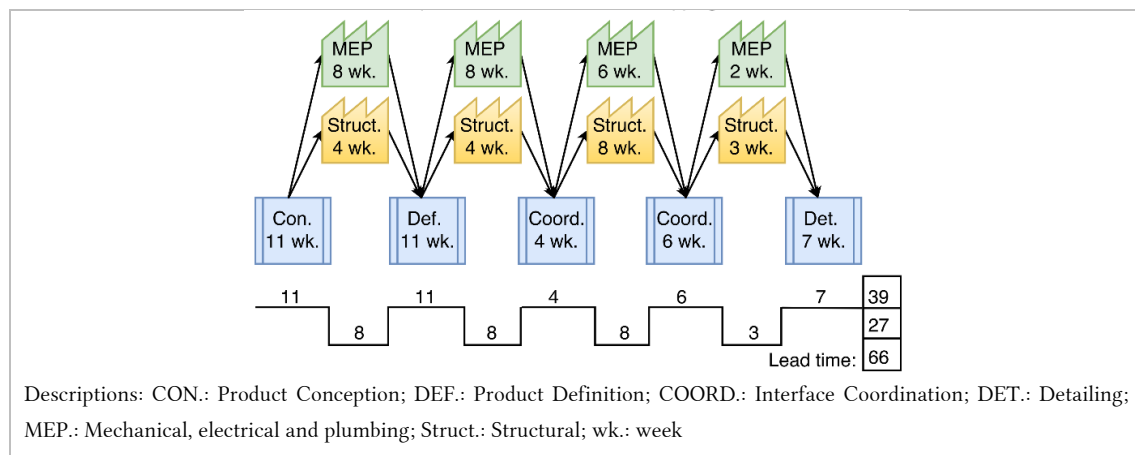 MEP
8 wk.
MEP
8 wk.
MEP
6 wk.
MEP
2 wk.
Struct.
4 wk.
Struct.
4 wk.
Struct.
8 wk.
Struct.
3 wk.
Con.
11 wk.
Def.
11 wk.
Coord.
4 wk.
Coord.
6 wk.
Det.
7 wk.
11 11 4 6 7 39
27
8 8 8 3
Lead time: 66
Descriptions: CON.: Product Conception; DEF.: Product Definition; COORD.: Interface Coordination; DET.: Detailing;
MEP.: Mechanical, electrical and plumbing; Struct.: Structural; wk.: week